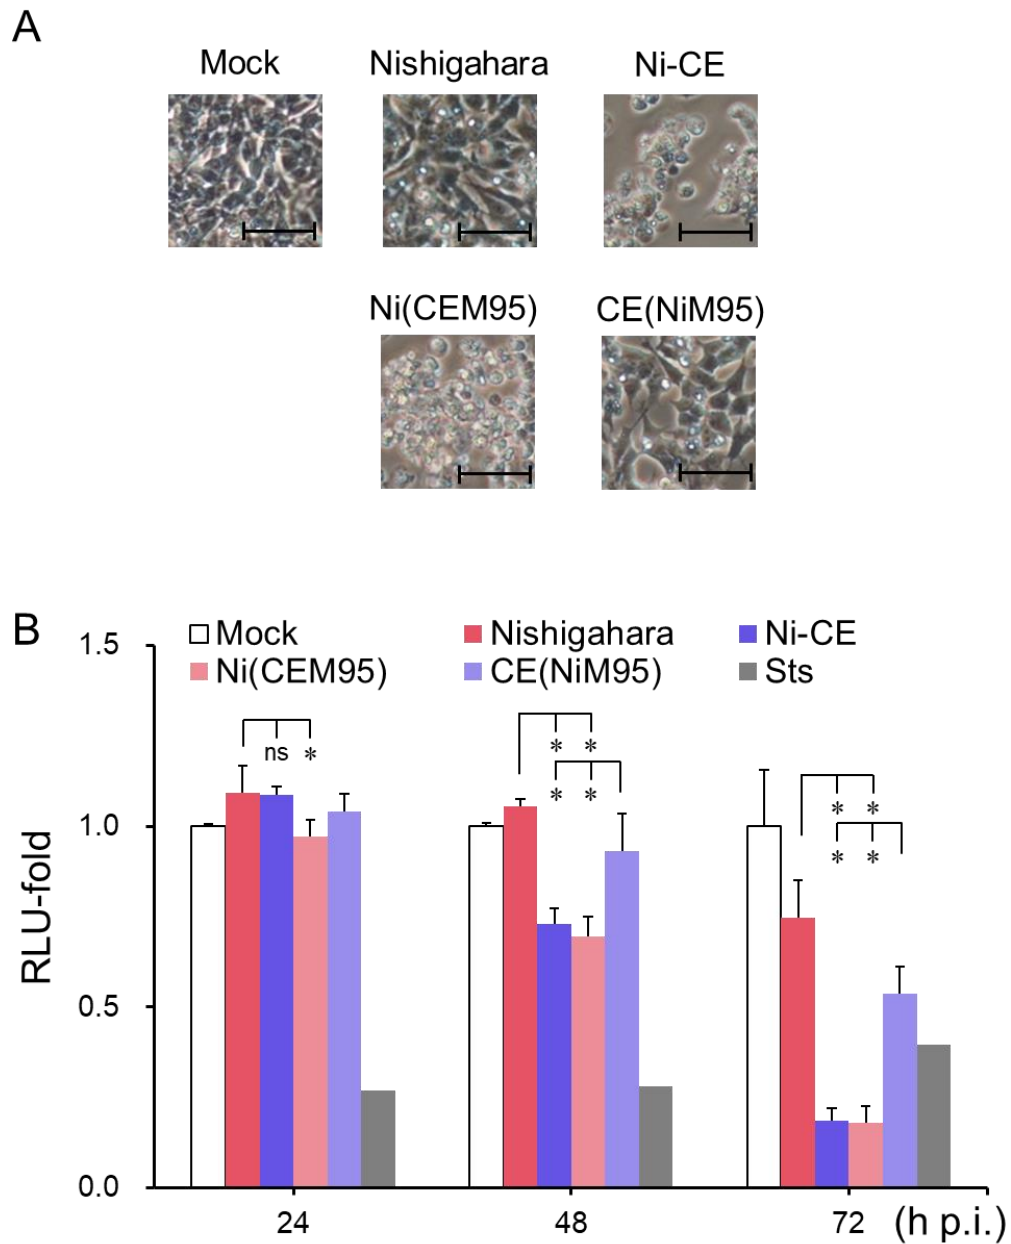 A
Mock Nishigahara Ni-CE
Ni(CEM95) CE(NiM95)
B
Mock Nishigahara Ni-CE
Ni(CEM95) CE(NiM95) Sts
RLU-fold
1.5
1.0
0.5
0.0
ns *
* *
* *
* *
* *
24 48 72 (h p.i.)